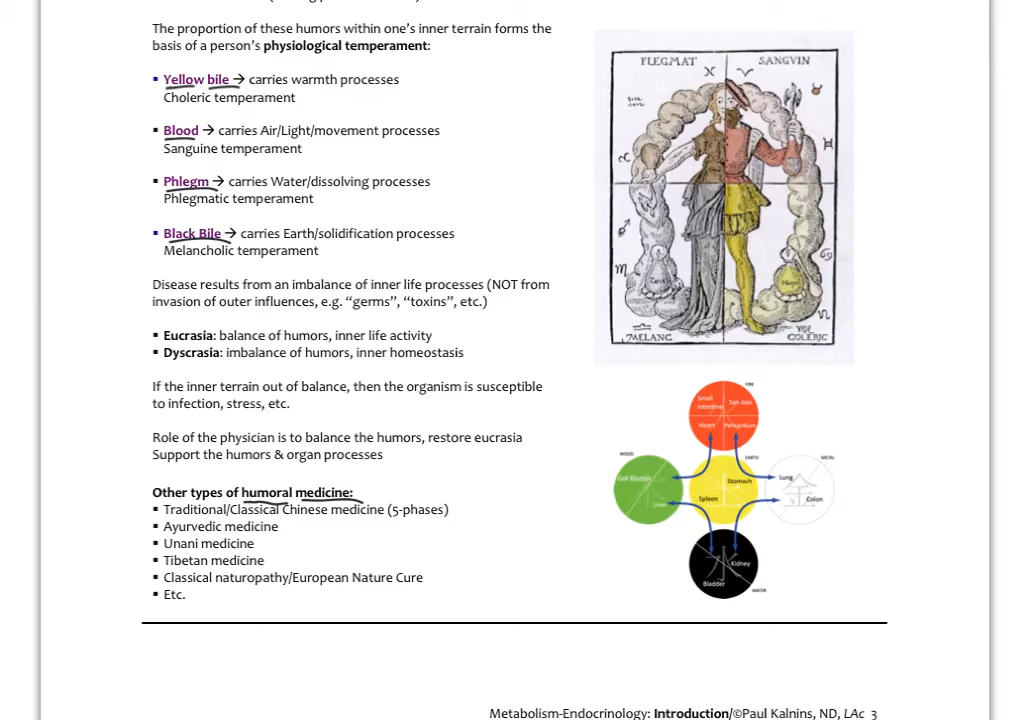 The proportion of these humors within one's inner terrain forms the
basis of a person's physiological temperament:
▪ Yellow bile → carries warmth processes
Choleric temperament
▪ Blood → carries Air/Light/movement processes
Sanguine temperament
▪ Phlegm → carries Water/dissolving processes
Phlegmatic temperament
▪ Black Bile → carries Earth/solidification processes
Melancholic temperament
Disease results from an imbalance of inner life processes (NOT from
invasion of outer influences, e.g. “germs”, “toxins”, etc.)
▪ Eucrasia: balance of humors, inner life activity
▪ Dyscrasia: imbalance of humors, inner homeostasis
If the inner terrain out of balance, then the organism is susceptible
to infection, stress, etc.
Role of the physician is to balance the humors, restore eucrasia
Support the humors & organ processes
Other types of humoral medicine:
▪ Traditional/Classical Chinese medicine (5-phases)
▪ Ayurvedic medicine
▪ Unani medicine
▪ Tibetan medicine
▪ Classical naturopathy/European Nature Cure
▪ Etc.
FLEGMAT
SANGVIN
MELANC
COLERIC
FIRE
Small
Intestine
San Jiao
Heart
Pericardium
WOOD
Gall Bladder
Liver
EARTH
Stomach
Spleen
METAL
Lung
Colon
金
水
Kidney
Bladder
WATER
Metabolism-Endocrinology: Introduction/©Paul Kalnins, ND, LAc 3